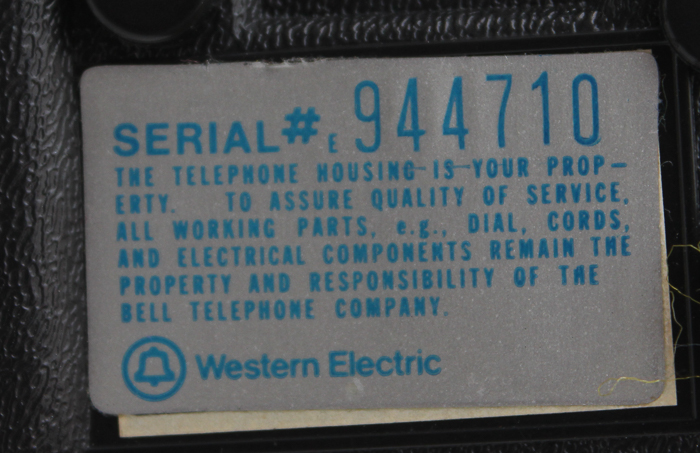 SERIAL# E 944710
THE TELEPHONE HOUSING IS YOUR PROP-
ERTY. TO ASSURE QUALITY OF SERVICE,
ALL WORKING PARTS, e.g., DIAL, CORDS,
AND ELECTRICAL COMPONENTS REMAIN THE
PROPERTY AND RESPONSIBILITY OF THE
BELL TELEPHONE COMPANY.
Western Electric